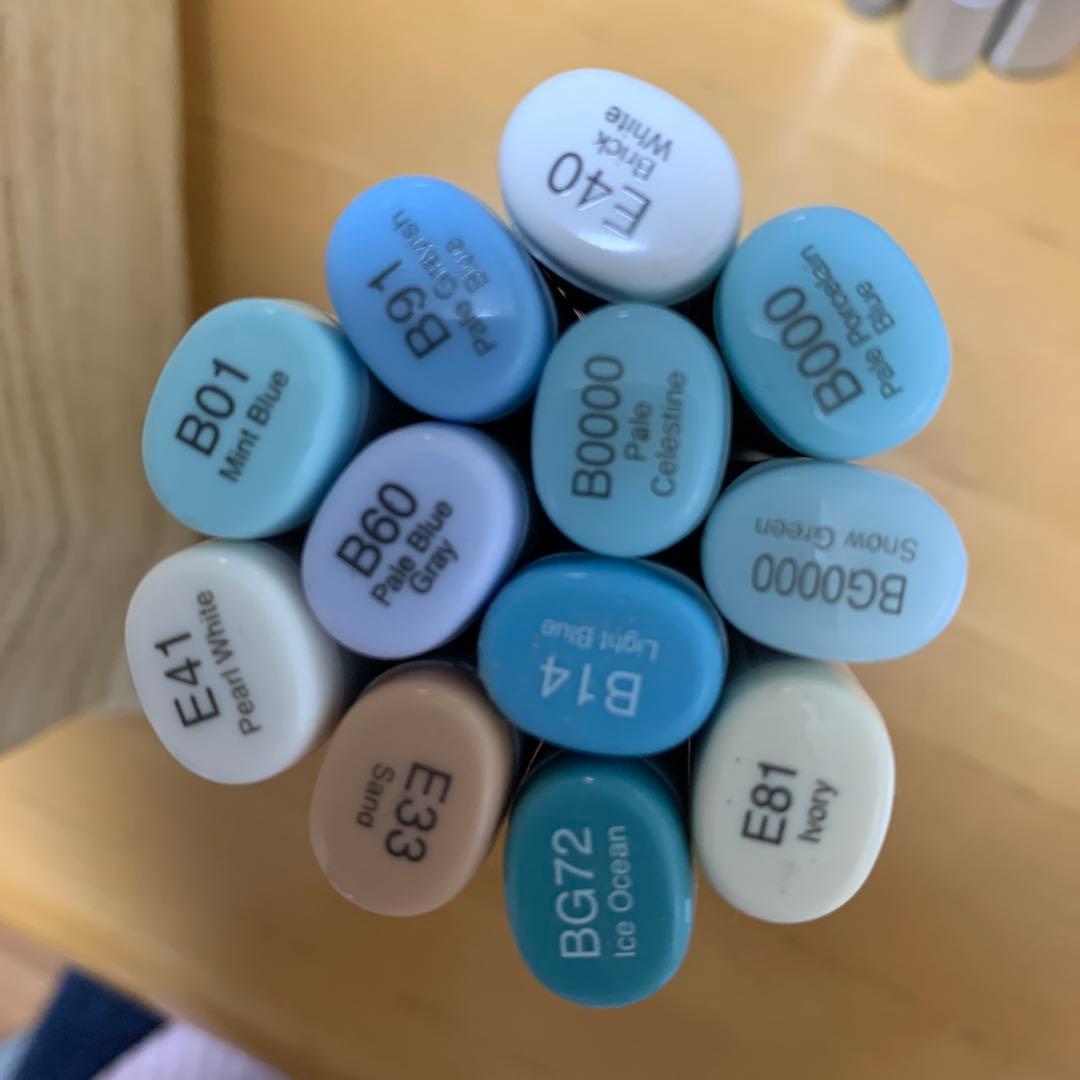 E40
Brick
White
B91
Pale Grayish
Blue
B000
Pale Porcelain
Blue
B01
Mint Blue
B0000
Pale
Celestine
B60
Pale Blue
Gray
BG0000
Snow Green
E41
Pearl White
B14
Light Blue
E33
Sand
E81
Ivory
BG72
Ice Ocean